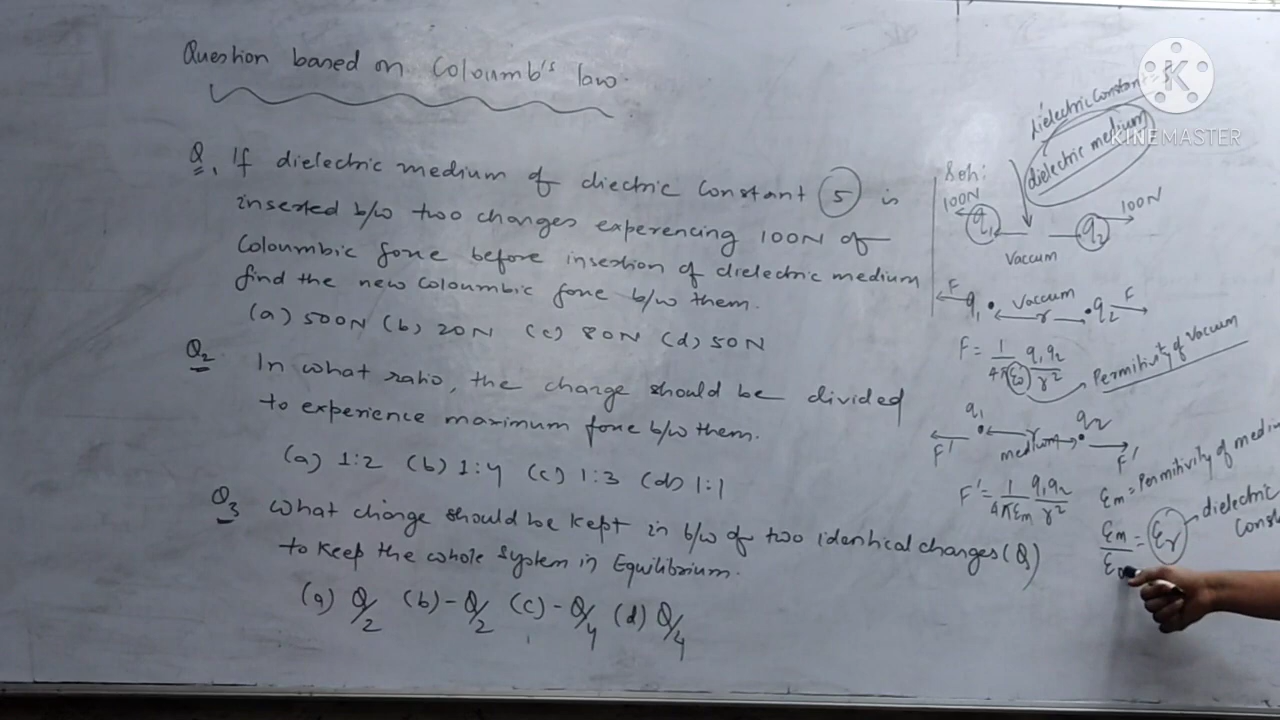 Question based on Coloumb's law.
Q. If dielectric medium of diectric Constant 5 is
inserted b/w two charges experencing 100N of
Coloumbic force before insertion of dielectric medium
find the new coloumbic force b/w them.
(a) 500N (b) 20N (c) 80N (d) 50N
Q2 In what ratio, the charge should be divided
to experience maximum force b/w them.
(a) 1:2 (b) 1:4 (c) 1:3 (d) 1:1
Q3 What charge should be kept in b/w of two identical charges (Q)
to keep the whole system in Equilibrium.
(a) Q/2 (b) -Q/2 (c) -Q/4 (d) Q/4
dielectric Constant
dielectric medium
Soln:
100N 100N
q1 q2
Vaccum
F q1 Vaccum q2 F
r
F = 1/4πε0 q1q2/r²
Permitivity of Vaccum
q1 r q2
F' medium F'
F' = 1/4πεm q1q2/r²
εm = Permitivity of
εm/ε0 = εr dielectric
K
KINEMASTER